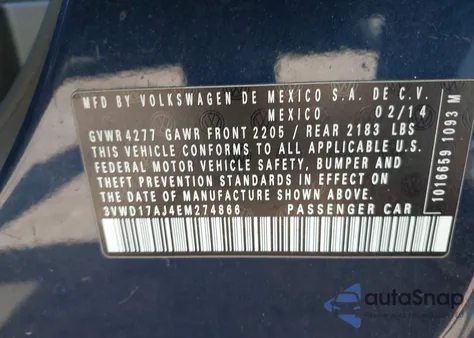 MFD BY VOLKSWAGEN DE MEXICO S.A. DE C.V.
MEXICO 02/14
GVWR 4277 GAWR FRONT 2205 / REAR 2183 LBS
THIS VEHICLE CONFORMS TO ALL APPLICABLE U.S.
FEDERAL MOTOR VEHICLE SAFETY, BUMPER AND
THEFT PREVENTION STANDARDS IN EFFECT ON
THE DATE OF MANUFACTURE SHOWN ABOVE.
3VWD17AJ4EM274866 PASSENGER CAR
1016659 1093 M
autoSnap